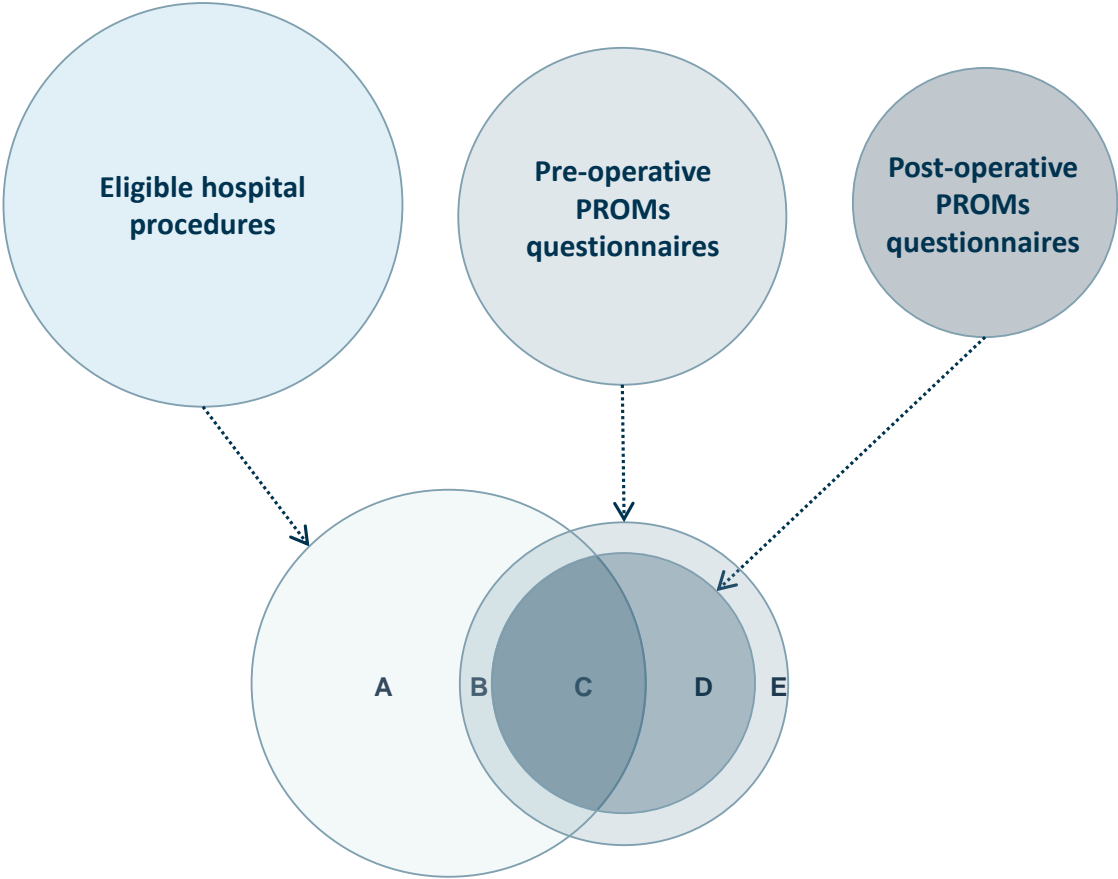 Eligible hospital
procedures
Pre-operative
PROMs
questionnaires
Post-operative
PROMs
questionnaires
A
B
C
D
E